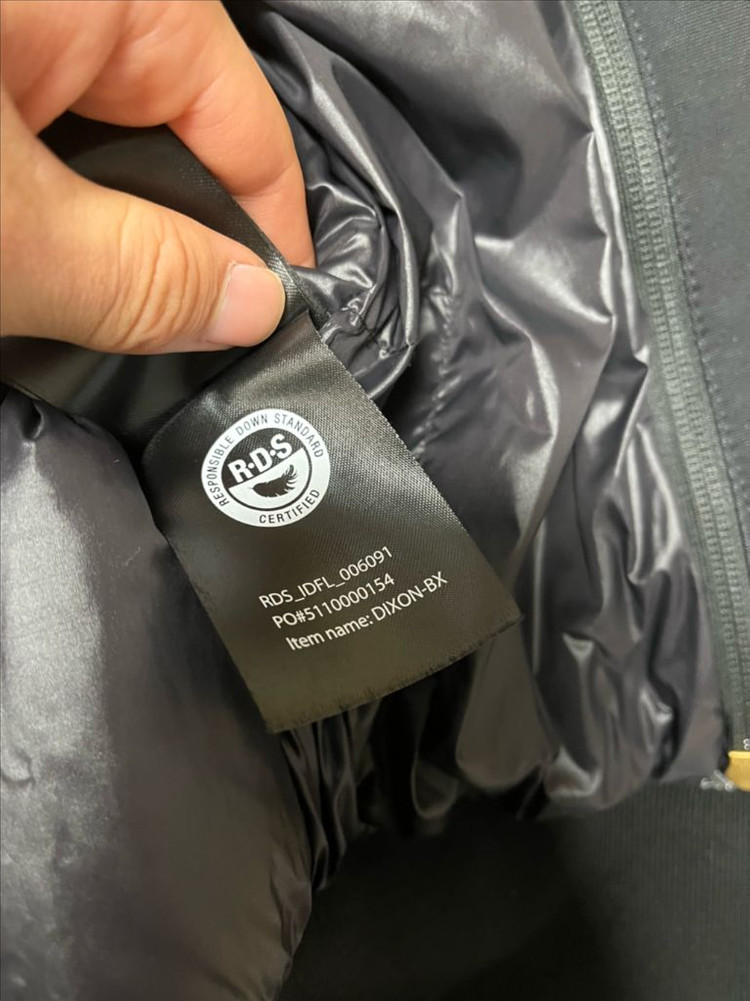 RESPONSIBLE DOWN STANDARD
R·D·S
CERTIFIED
RDS_IDFL_006091
PO#5110000154
Item name: DIXON-BX